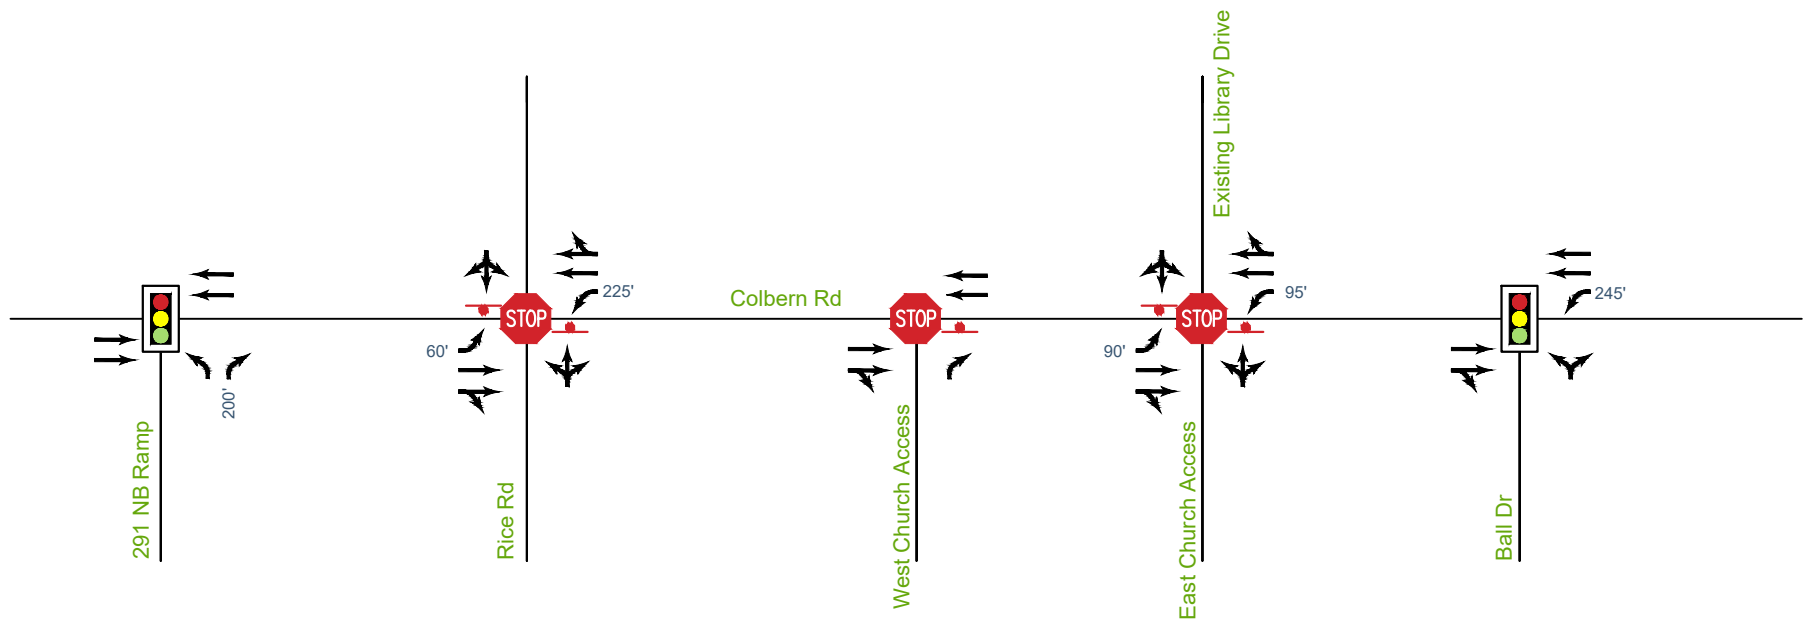 Existing Library Drive
225'
95'
245'
Colbern Rd
STOP
STOP
STOP
60'
90'
200'
291 NB Ramp
Rice Rd
West Church Access
East Church Access
Ball Dr